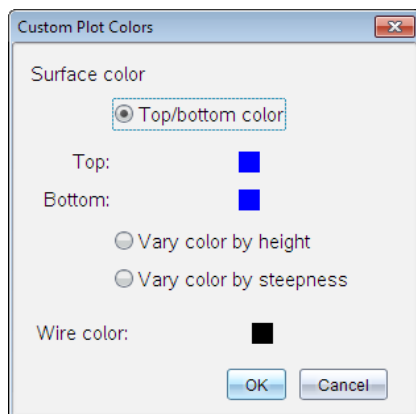 Custom Plot Colors
Surface color
Top/bottom color
Top:
Bottom:
Vary color by height
Vary color by steepness
Wire color:
OK Cancel